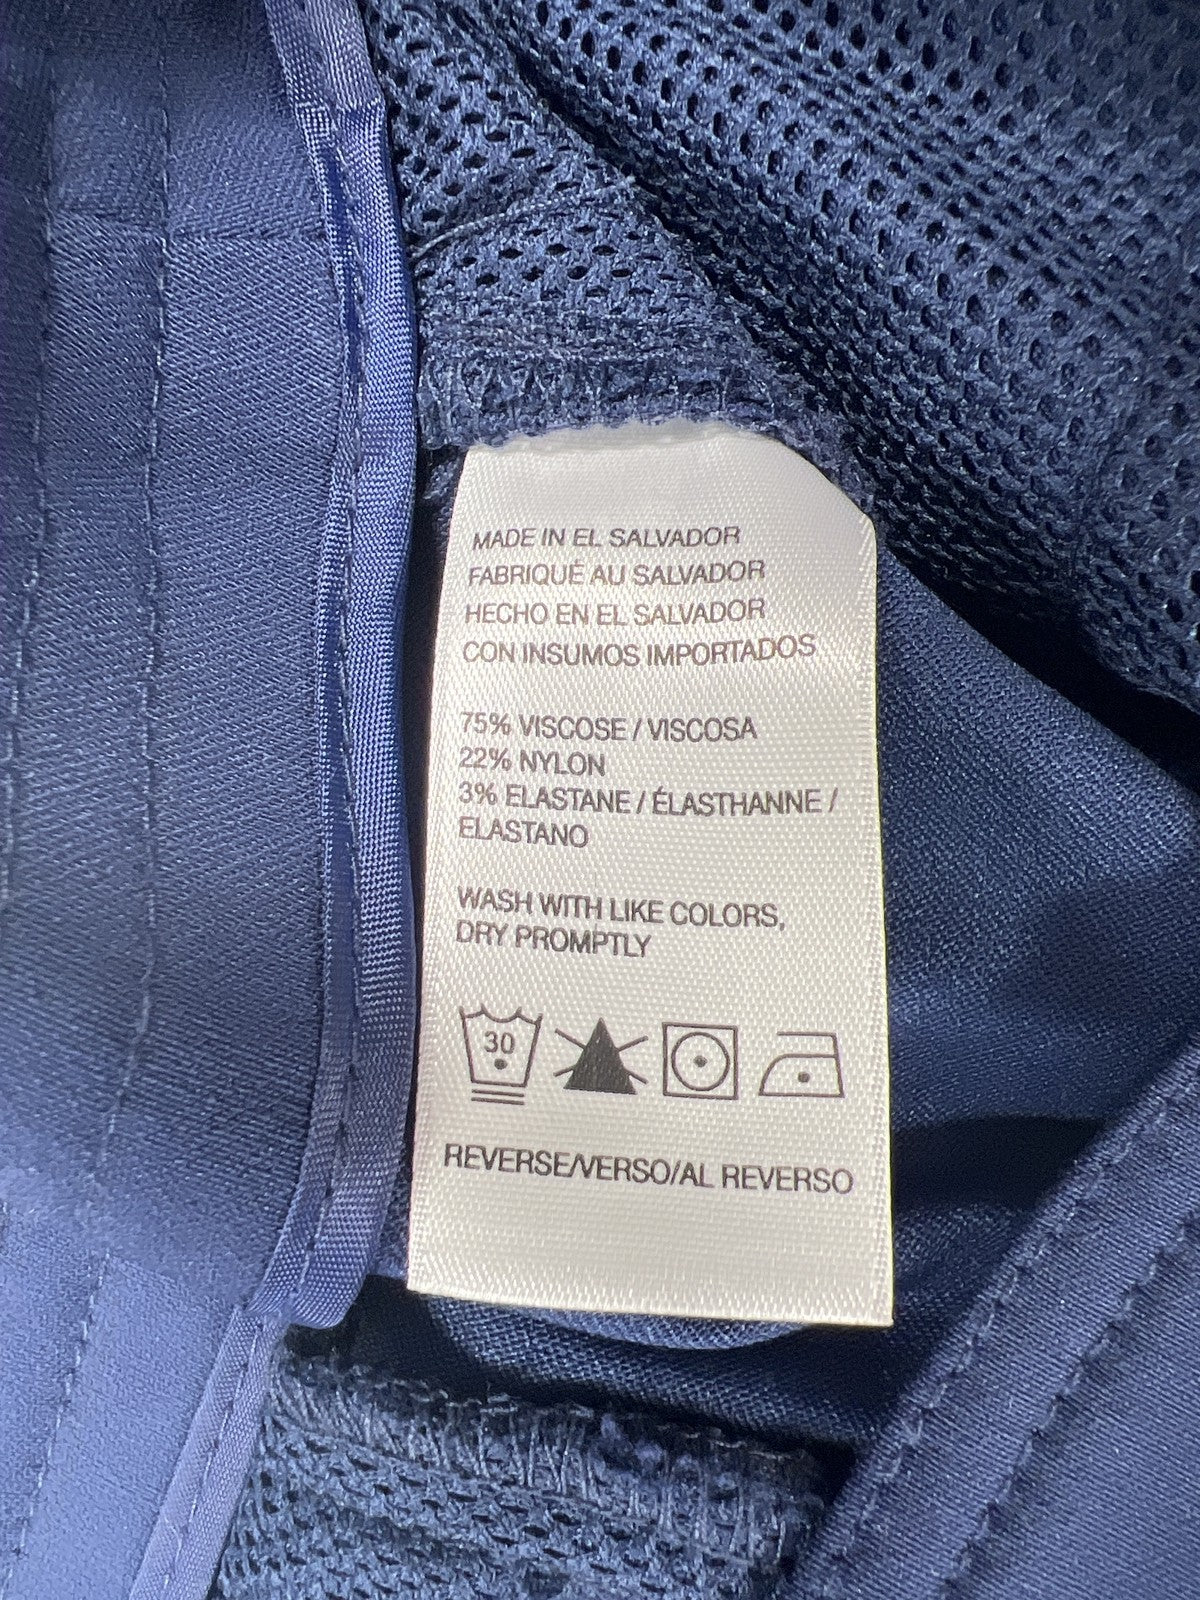 MADE IN EL SALVADOR
FABRIQUÉ AU SALVADOR
HECHO EN EL SALVADOR
CON INSUMOS IMPORTADOS
75% VISCOSE / VISCOSA
22% NYLON
3% ELASTANE / ÉLASTHANNE /
ELASTANO
WASH WITH LIKE COLORS,
DRY PROMPTLY
30
REVERSE/VERSO/AL REVERSO